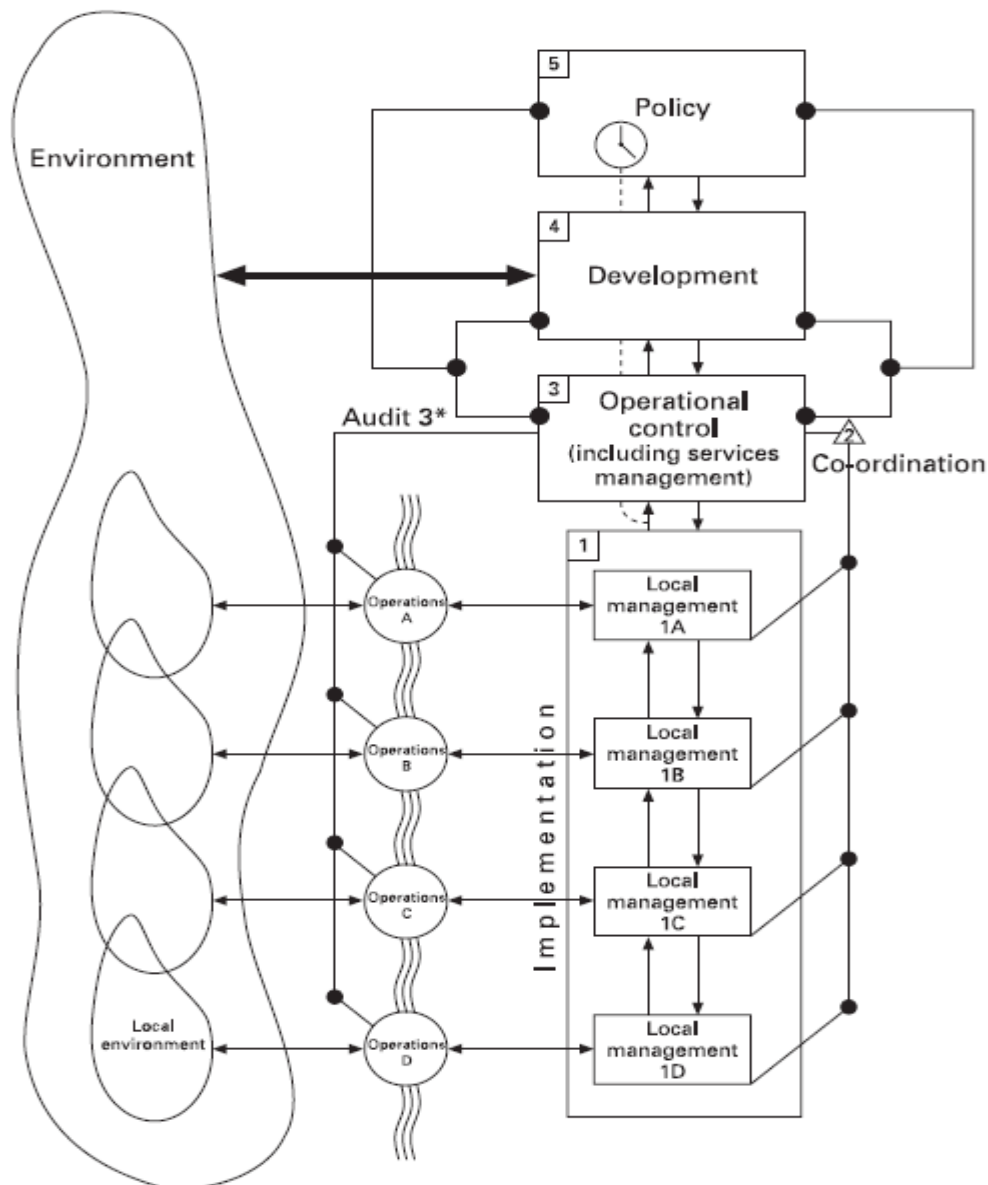 5
Policy
Environment
4
Development
3
Operational
control
(including services
management)
Audit 3*
2
Co-ordination
1
Operations
A
Local
management
1A
Implementation
Operations
B
Local
management
1B
Operations
C
Local
management
1C
Local
environment
Operations
D
Local
management
1D